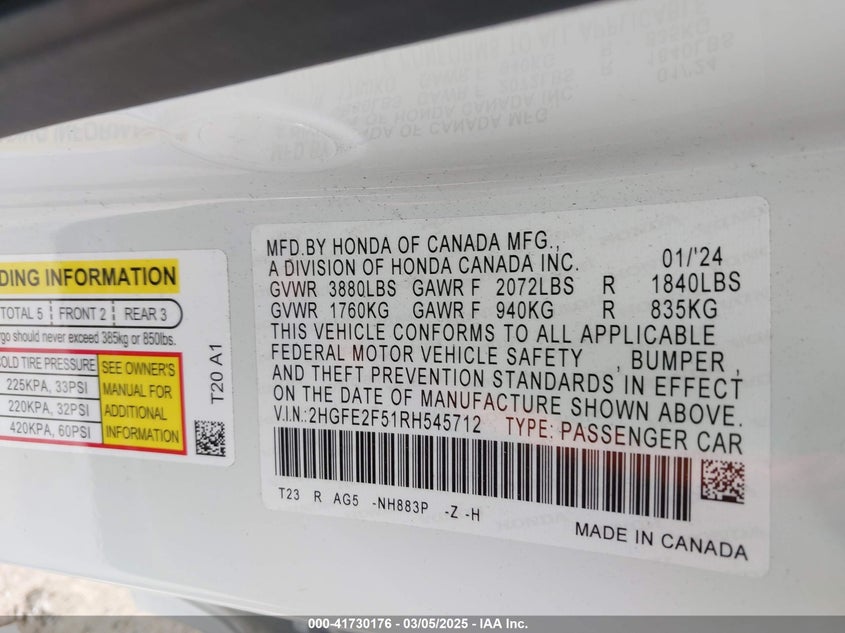 DING INFORMATION
TOTAL 5 FRONT 2 REAR 3
rgo should never exceed 385kg or 850lbs.
OLD TIRE PRESSURE
225KPA, 33PSI
220KPA, 32PSI
420KPA, 60PSI
SEE OWNER'S
MANUAL FOR
ADDITIONAL
INFORMATION
T20 A1
MFD.BY HONDA OF CANADA MFG.,
A DIVISION OF HONDA CANADA INC. 01/'24
GVWR 3880LBS GAWR F 2072LBS R 1840LBS
GVWR 1760KG GAWR F 940KG R 835KG
THIS VEHICLE CONFORMS TO ALL APPLICABLE
FEDERAL MOTOR VEHICLE SAFETY , BUMPER ,
AND THEFT PREVENTION STANDARDS IN EFFECT
ON THE DATE OF MANUFACTURE SHOWN ABOVE.
V.I.N.:2HGFE2F51RH545712 TYPE: PASSENGER CAR
T23 R AG5 -NH883P -Z -H
MADE IN CANADA
000-41730176 - 03/05/2025 - IAA Inc.